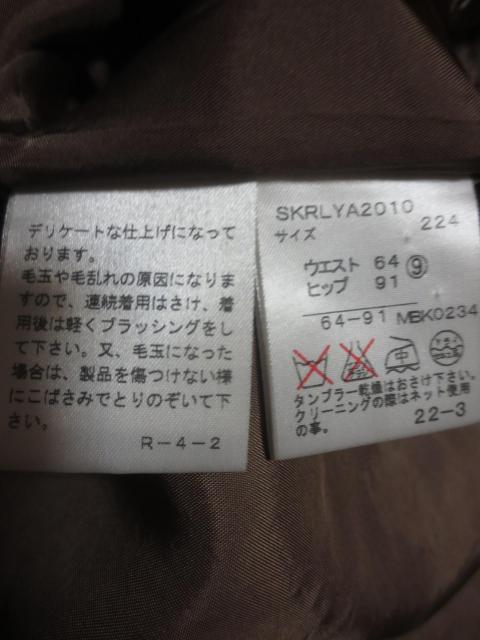 デリケートな仕上げになって
おります。
毛玉や毛乱れの原因になりま
すので、連続着用はさけ、着
用後は軽くブラッシングをし
て下さい。又、毛玉になった
場合は、製品を傷つけない様
にこばさみでとりのぞいて下
さい。
R-4-2
SKRLYA2010
サイズ 224
ウエスト 64 ⑨
ヒップ 91
64-91 MBK0234
中
タンブラー乾燥はおさけ下さい。
クリーニングの際はネット使用
の事。 22-3